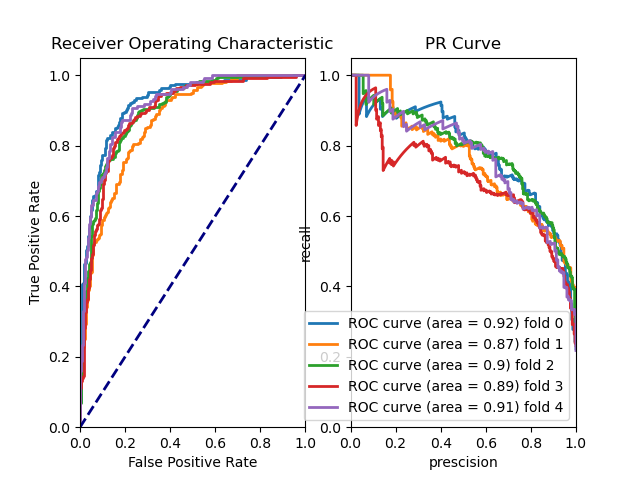 Receiver Operating Characteristic
PR Curve
True Positive Rate
1.0
0.8
0.6
0.4
0.2
0.0
0.0 0.2 0.4 0.6 0.8 1.0
False Positive Rate
recall
1.0
0.8
0.6
0.4
0.2
0.0
0.0 0.2 0.4 0.6 0.8 1.0
prescision
ROC curve (area = 0.92) fold 0
ROC curve (area = 0.87) fold 1
ROC curve (area = 0.9) fold 2
ROC curve (area = 0.89) fold 3
ROC curve (area = 0.91) fold 4